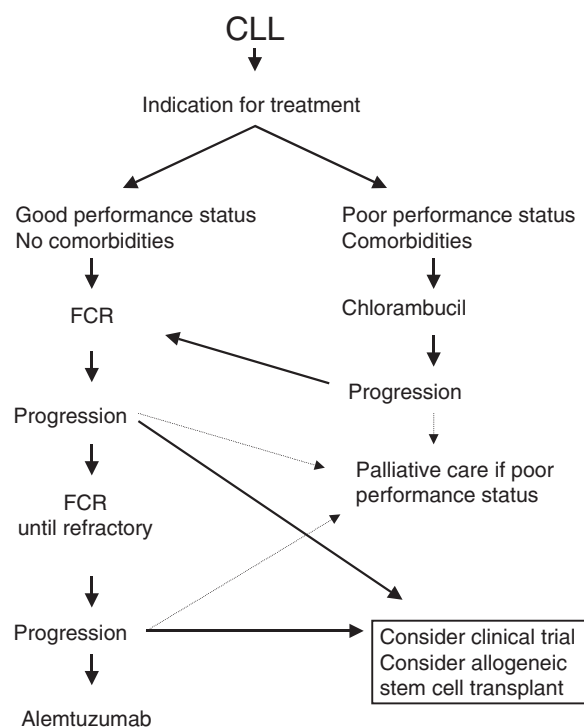 CLL
Indication for treatment
Good performance status
No comorbidities
Poor performance status
Comorbidities
FCR
Chlorambucil
Progression
Progression
Palliative care if poor
performance status
FCR
until refractory
Progression
Consider clinical trial
Consider allogeneic
stem cell transplant
Alemtuzumab